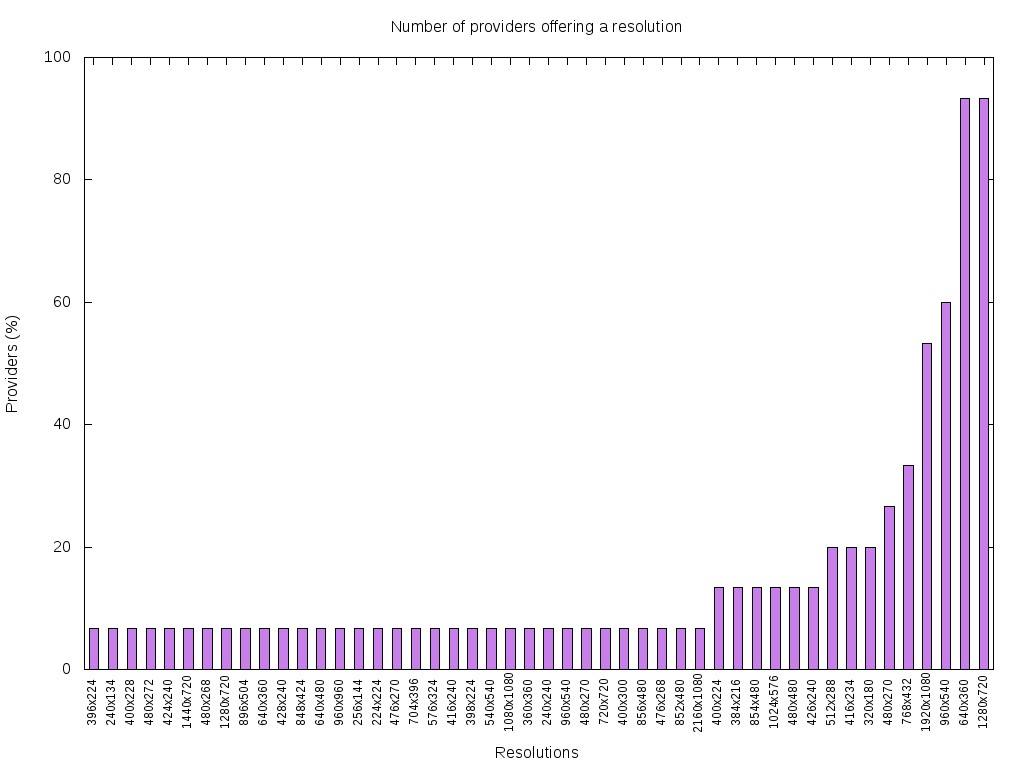 Number of providers offering a resolution
100
80
60
40
20
0
Providers (%)
396x224
240x134
400x228
480x272
424x240
1440x720
480x268
1280x720
896x504
640x360
428x240
848x424
640x480
960x960
256x144
224x224
476x270
704x396
576x324
416x240
398x224
540x540
1080x1080
360x360
240x240
960x540
480x270
720x720
400x300
856x480
476x268
852x480
2160x1080
400x224
384x216
854x480
1024x576
480x480
426x240
512x288
416x234
320x180
480x270
768x432
1920x1080
960x540
640x360
1280x720
Resolutions